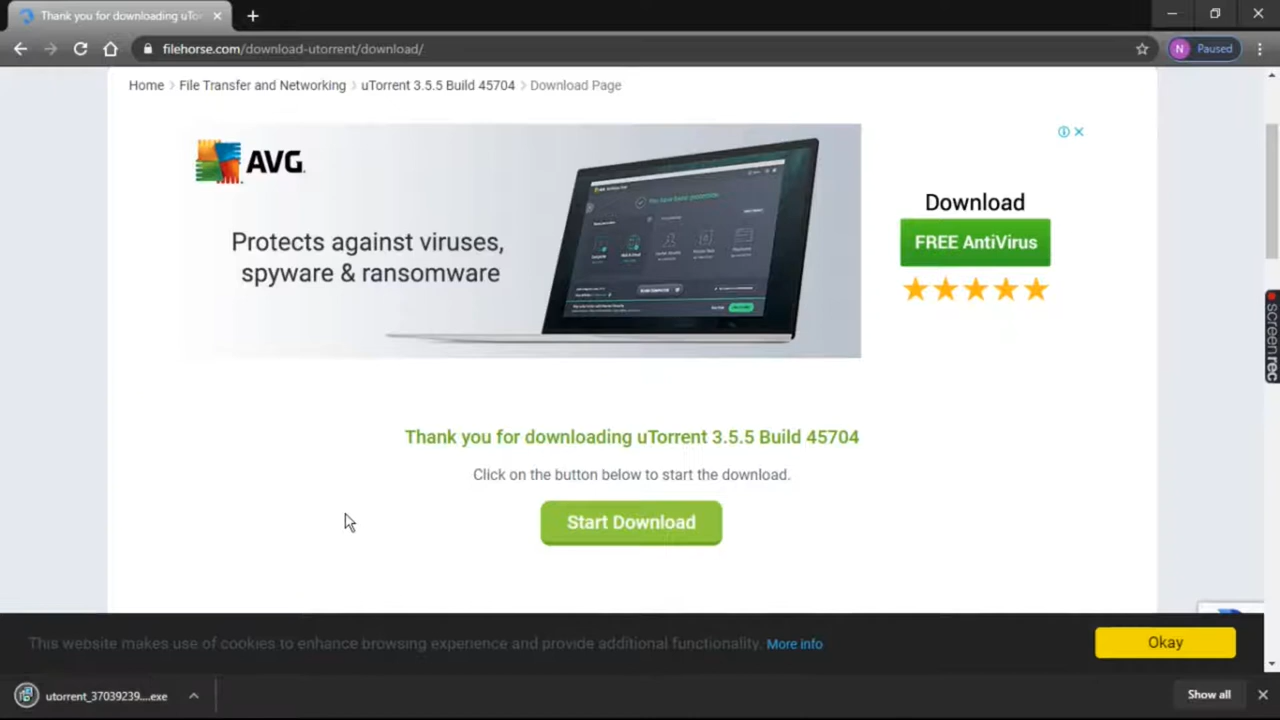 Thank you for downloading uTor
N Paused
filehorse.com/download-utorrent/download/
Home > File Transfer and Networking > uTorrent 3.5.5 Build 45704 > Download Page
AVG
Protects against viruses,
spyware & ransomware
Download
FREE AntiVirus
screenrec
Thank you for downloading uTorrent 3.5.5 Build 45704
Click on the button below to start the download.
Start Download
This website makes use of cookies to enhance browsing experience and provide additional functionality. More info
Okay
utorrent_37039239....exe
Show all